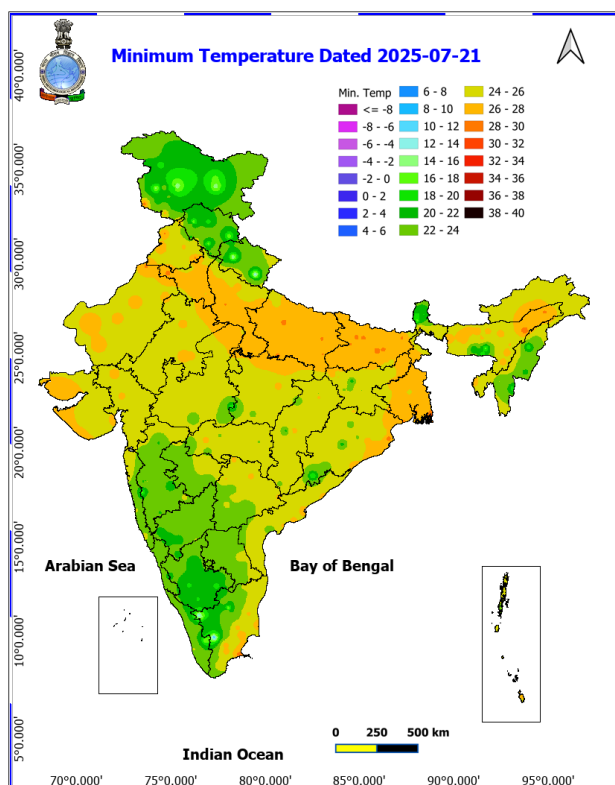 Minimum Temperature Dated 2025-07-21
Min. Temp
<= -8
-8 - -6
-6 - -4
-4 - -2
-2 - 0
0 - 2
2 - 4
4 - 6
6 - 8
8 - 10
10 - 12
12 - 14
14 - 16
16 - 18
18 - 20
20 - 22
22 - 24
24 - 26
26 - 28
28 - 30
30 - 32
32 - 34
34 - 36
36 - 38
38 - 40
40°0.000'
35°0.000'
30°0.000'
25°0.000'
20°0.000'
15°0.000'
10°0.000'
5°0.000'
Arabian Sea
Bay of Bengal
Indian Ocean
0 250 500 km
70°0.000' 75°0.000' 80°0.000' 85°0.000' 90°0.000' 95°0.000'